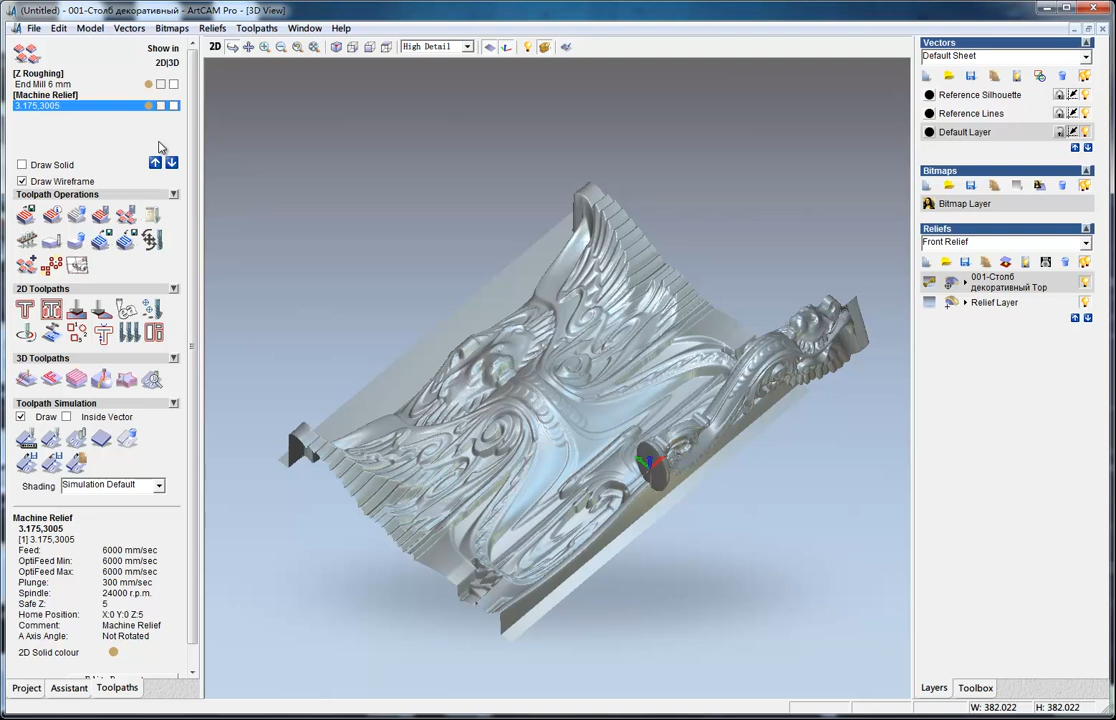 (Untitled) - 001-Столб декоративный - ArtCAM Pro - [3D View]
File Edit Model Vectors Bitmaps Reliefs Toolpaths Window Help
Show in
2D|3D
[Z Roughing]
End Mill 6 mm
[Machine Relief]
3.175,3005
Draw Solid
Draw Wireframe
Toolpath Operations
2D Toolpaths
3D Toolpaths
Toolpath Simulation
Draw Inside Vector
Shading Simulation Default
Machine Relief
3.175,3005
[1] 3.175,3005
Feed: 6000 mm/sec
OptiFeed Min: 6000 mm/sec
OptiFeed Max: 6000 mm/sec
Plunge: 300 mm/sec
Spindle: 24000 r.p.m.
Safe Z: 5
Home Position: X:0 Y:0 Z:5
Comment: Machine Relief
A Axis Angle: Not Rotated
2D Solid colour
Project Assistant Toolpaths
2D High Detail
Vectors
Default Sheet
Reference Silhouette
Reference Lines
Default Layer
Bitmaps
Bitmap Layer
Reliefs
Front Relief
001-Столб
декоративный Top
Relief Layer
Layers Toolbox
W: 382.022 H: 382.022